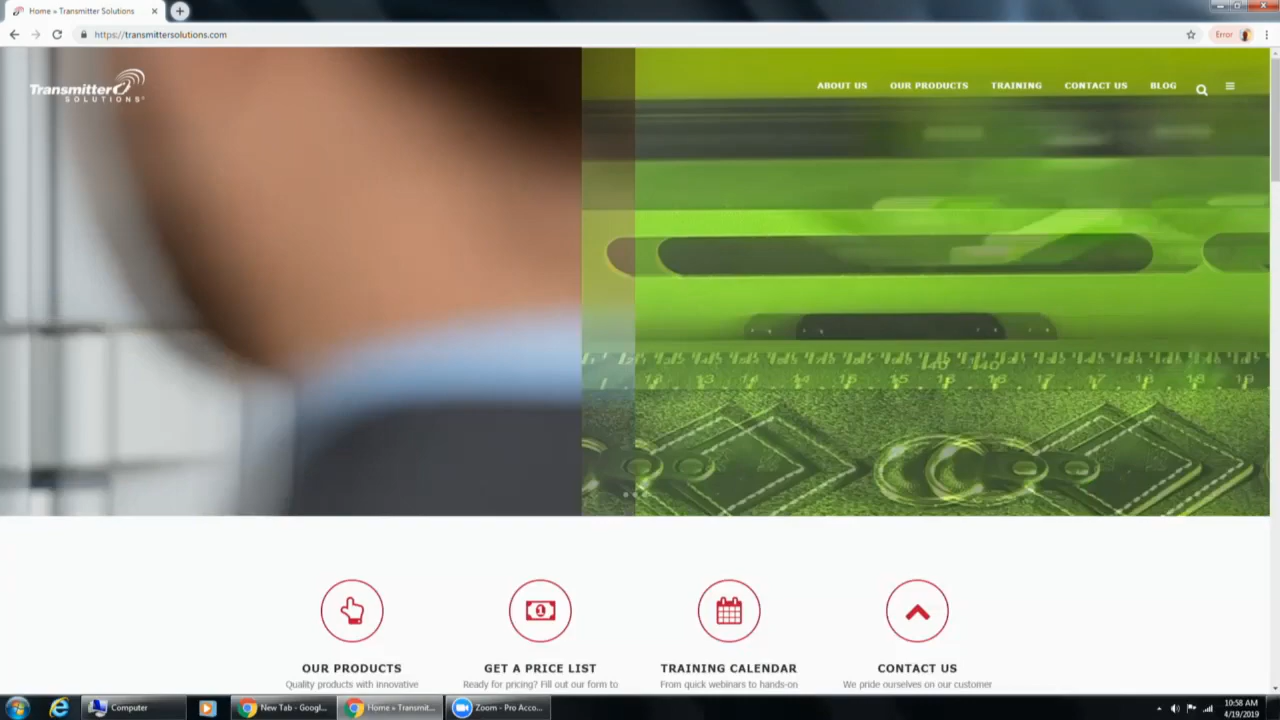 Home » Transmitter Solutions
https://transmittersolutions.com
Error
Transmitter
SOLUTIONS
ABOUT US
OUR PRODUCTS
TRAINING
CONTACT US
BLOG
OUR PRODUCTS
Quality products with innovative
GET A PRICE LIST
Ready for pricing? Fill out our form to
TRAINING CALENDAR
From quick webinars to hands-on
CONTACT US
We pride ourselves on our customer
Computer
New Tab - Googl...
Home » Transmit...
Zoom - Pro Acco...
10:58 AM
4/19/2019